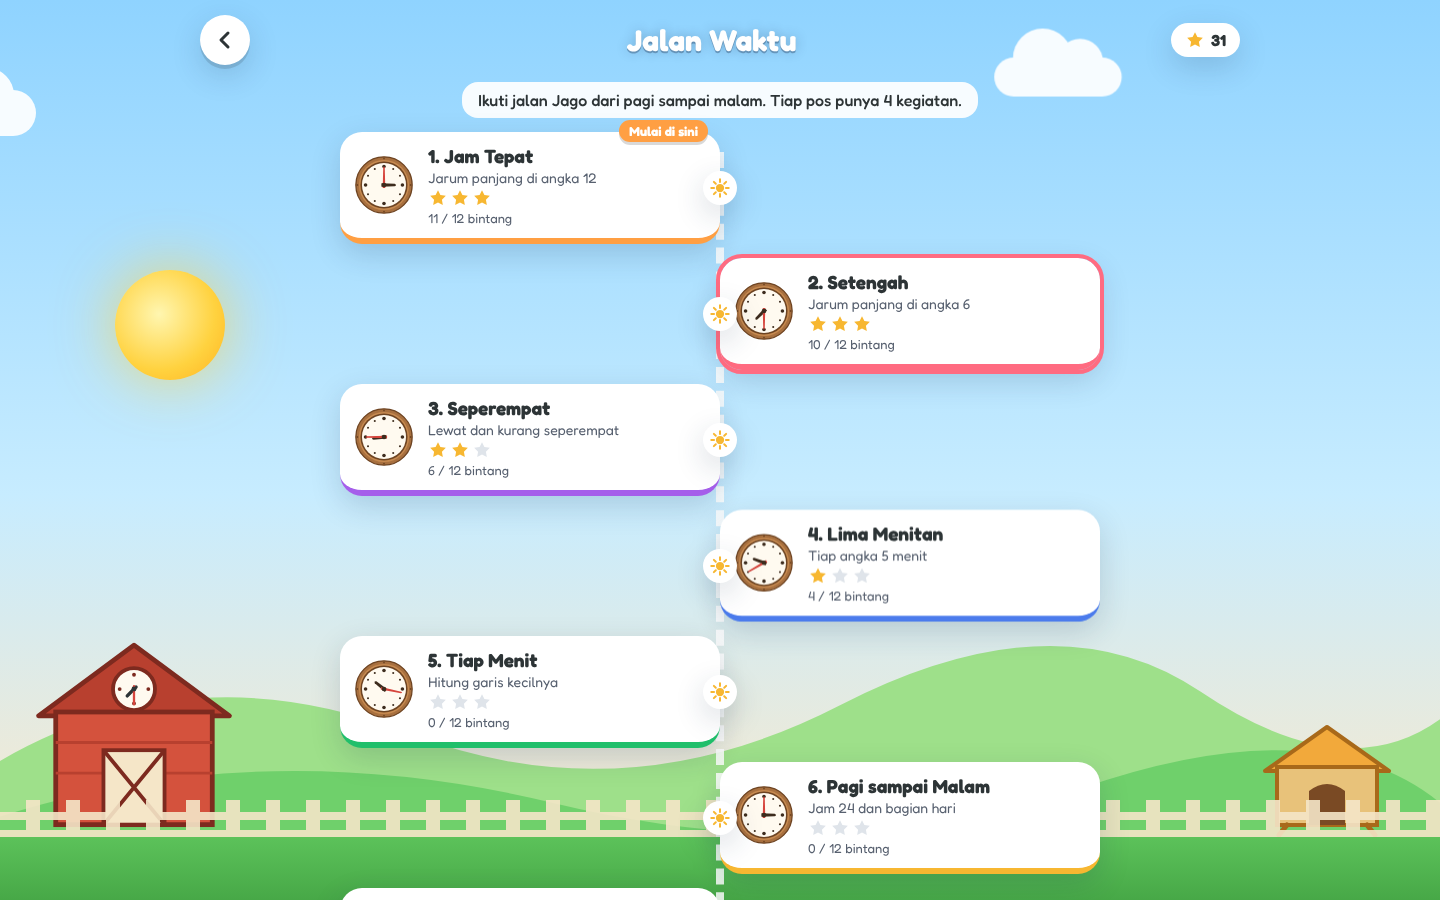 Jalan Waktu
31
Ikuti jalan Jago dari pagi sampai malam. Tiap pos punya 4 kegiatan.
Mulai di sini
1. Jam Tepat
Jarum panjang di angka 12
11 / 12 bintang
2. Setengah
Jarum panjang di angka 6
10 / 12 bintang
3. Seperempat
Lewat dan kurang seperempat
6 / 12 bintang
4. Lima Menitan
Tiap angka 5 menit
4 / 12 bintang
5. Tiap Menit
Hitung garis kecilnya
0 / 12 bintang
6. Pagi sampai Malam
Jam 24 dan bagian hari
0 / 12 bintang